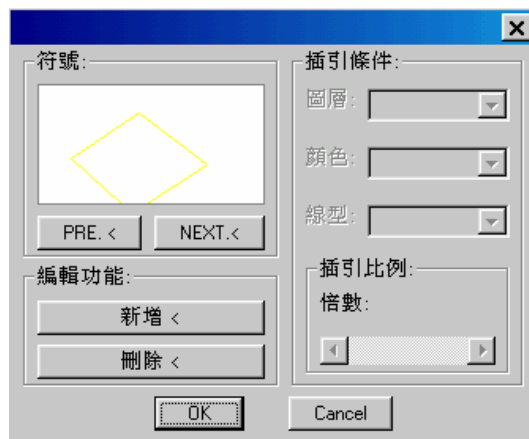 符號:
PRE. <
NEXT.<
編輯功能:
新增 <
刪除 <
插引條件:
圖層:
顏色:
線型:
插引比例:
倍數:
OK
Cancel